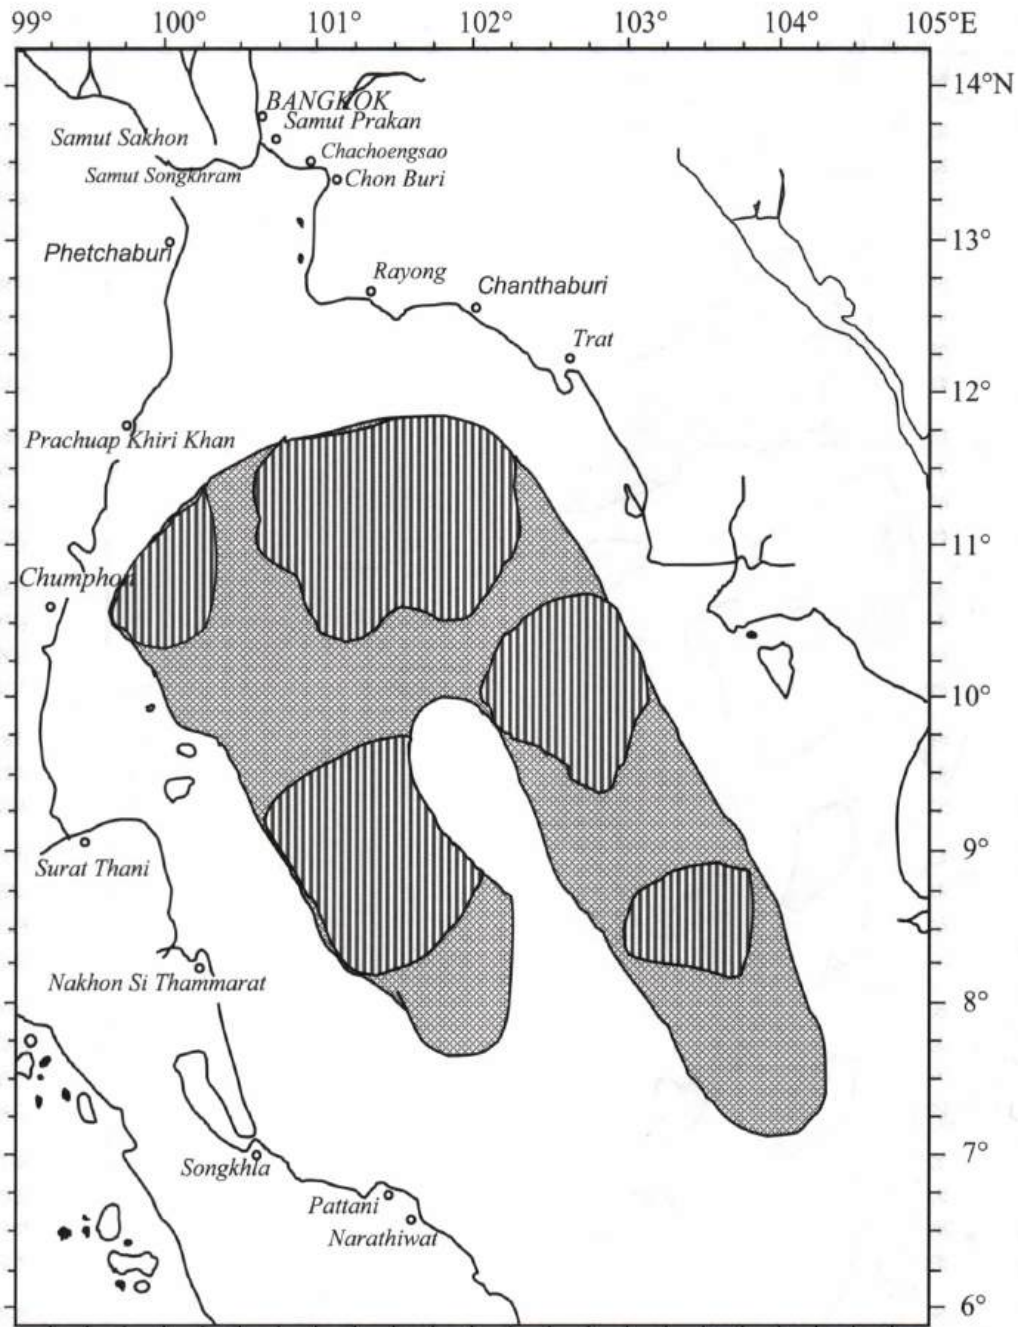 99° 100° 101° 102° 103° 104° 105°E
14°N
BANGKOK
Samut Prakan
Samut Sakhon
Chachoengsao
Samut Songkhram
Chon Buri
13°
Phetchaburi
Rayong
Chanthaburi
Trat
12°
Prachuap Khiri Khan
11°
Chumphon
10°
9°
Surat Thani
8°
Nakhon Si Thammarat
7°
Songkhla
Pattani
Narathiwat
6°